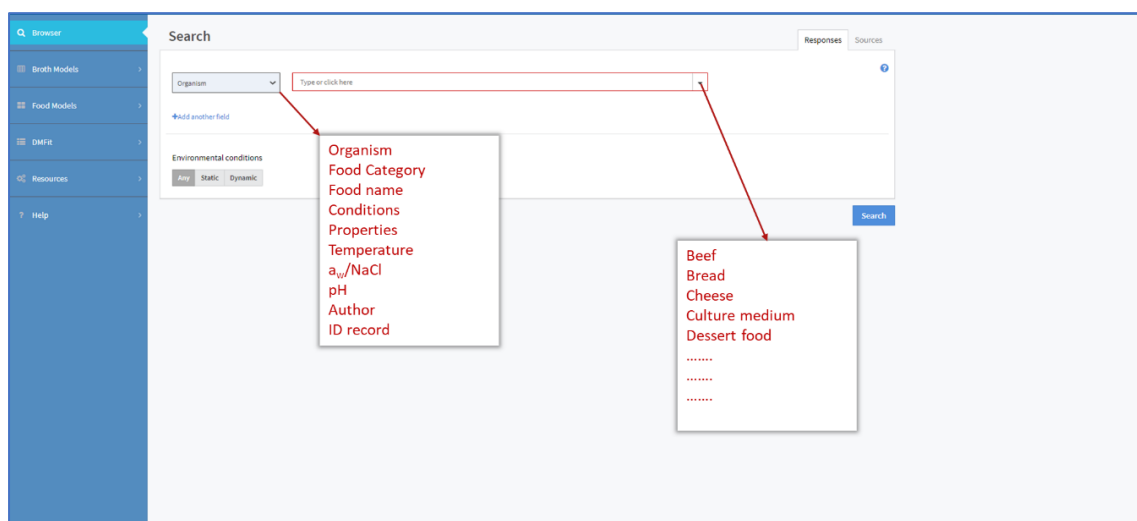 Browser
Broth Models
Food Models
DMFit
Resources
? Help
Search
Responses Sources
?
Organism
Type or click here
+Add another field
Environmental conditions
Any Static Dynamic
Search
Organism
Food Category
Food name
Conditions
Properties
Temperature
aw/NaCl
pH
Author
ID record
Beef
Bread
Cheese
Culture medium
Dessert food
.......
.......
.......